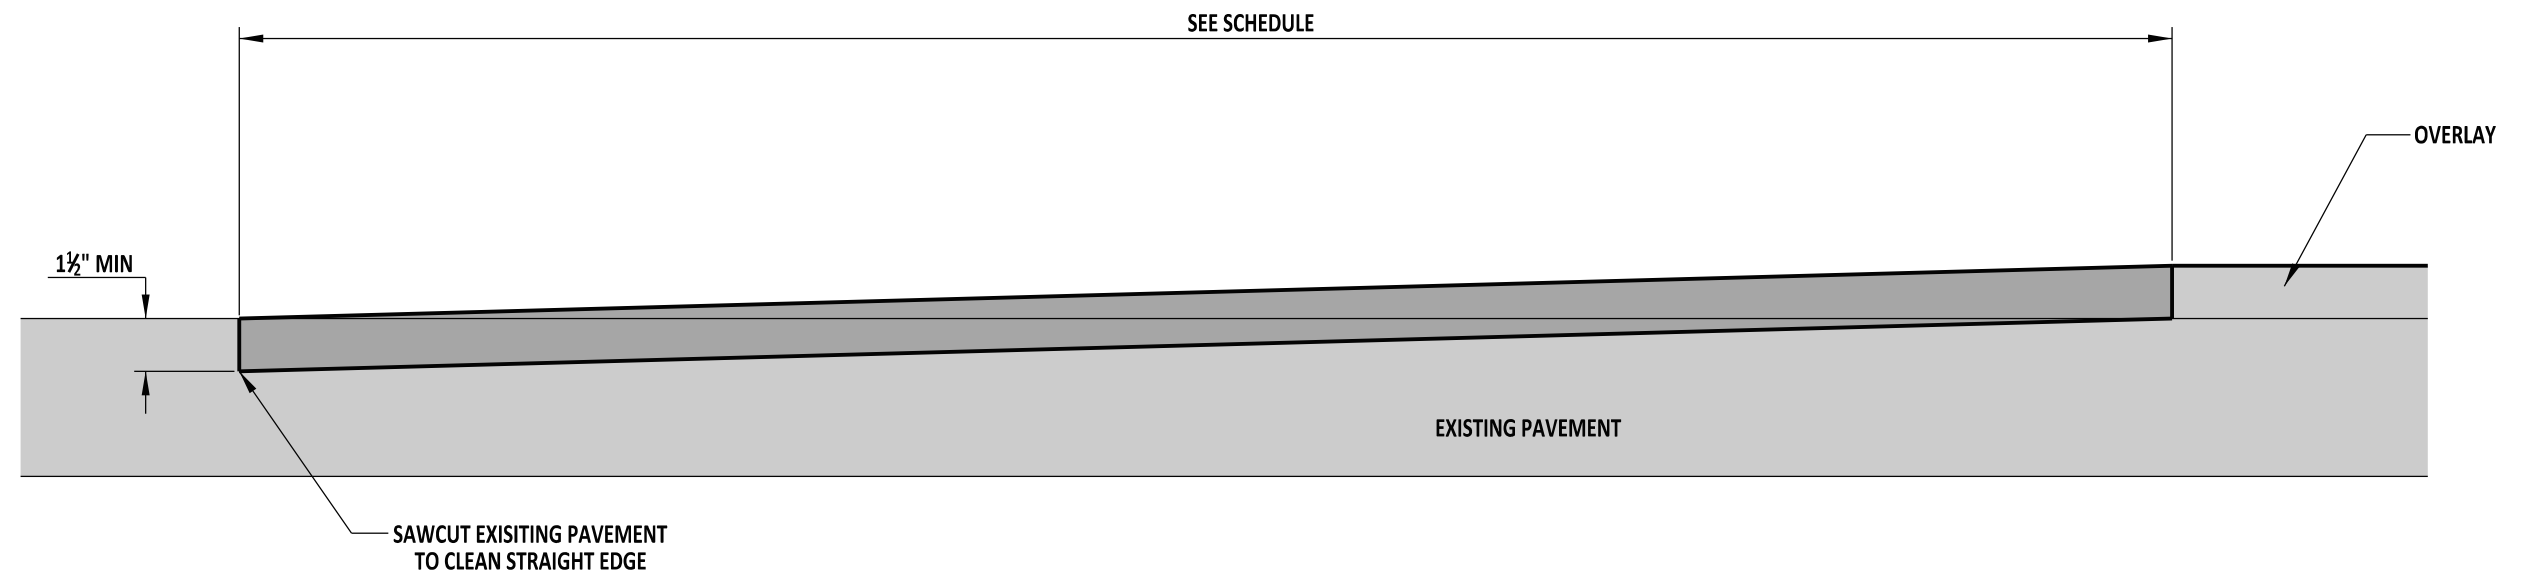 SEE SCHEDULE
OVERLAY
1½" MIN
EXISTING PAVEMENT
SAWCUT EXISITING PAVEMENT
TO CLEAN STRAIGHT EDGE